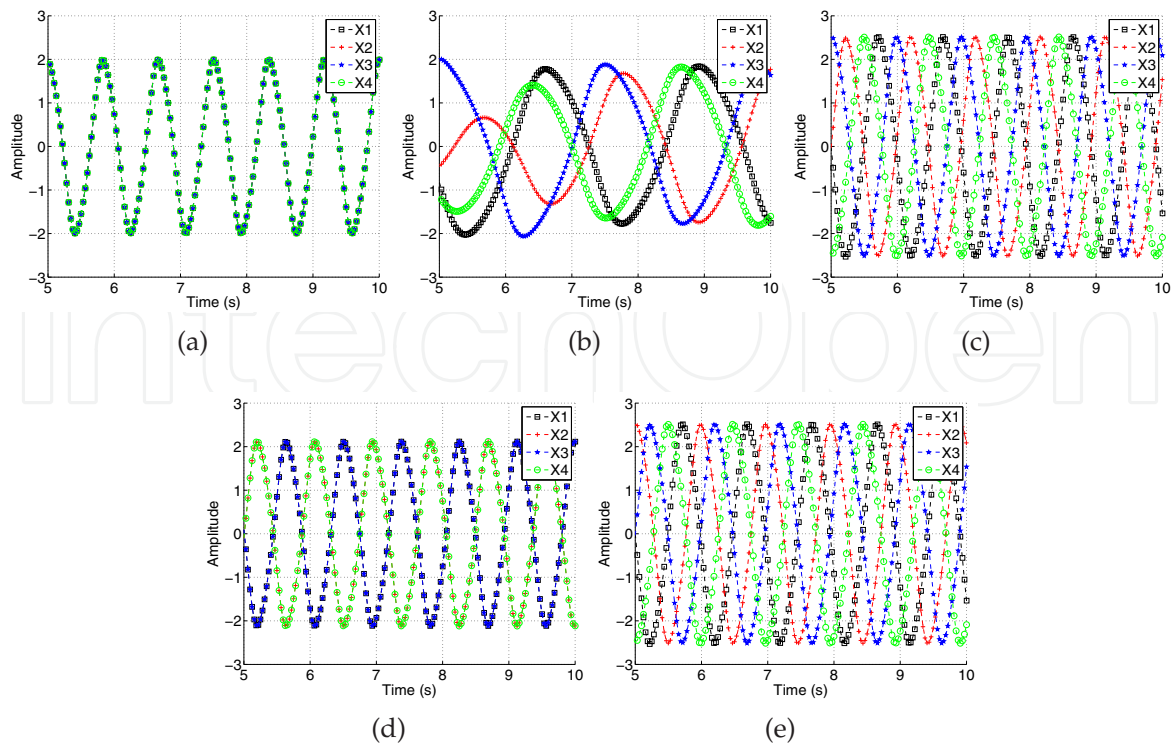 3
2
1
0
−1
−2
−3
Amplitude
5 6 7 8 9 10
Time (s)
X1
X2
X3
X4
(a)
3
2
1
0
−1
−2
−3
Amplitude
5 6 7 8 9 10
Time (s)
X1
X2
X3
X4
(b)
3
2
1
0
−1
−2
−3
Amplitude
5 6 7 8 9 10
Time (s)
X1
X2
X3
X4
(c)
IntechOpen
3
2
1
0
−1
−2
−3
Amplitude
5 6 7 8 9 10
Time (s)
X1
X2
X3
X4
(d)
3
2
1
0
−1
−2
−3
Amplitude
5 6 7 8 9 10
Time (s)
X1
X2
X3
X4
(e)